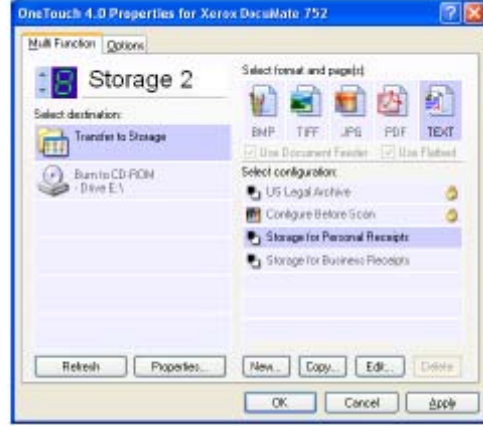 OneTouch 4.0 Properties for Xerox DocuMate 752
Multi Function
Options
8
Storage 2
Select destination:
Transfer to Storage
Burn to CD-ROM
- Drive E:\
Refresh
Properties...
Select format and page(s)
BMP TIFF JPG PDF TEXT
Use Document Feeder
Use Flatbed
Select configuration:
US Legal Archive
Configure Before Scan
Storage for Personal Receipts
Storage for Business Receipts
New...
Copy...
Edit...
Delete
OK
Cancel
Apply